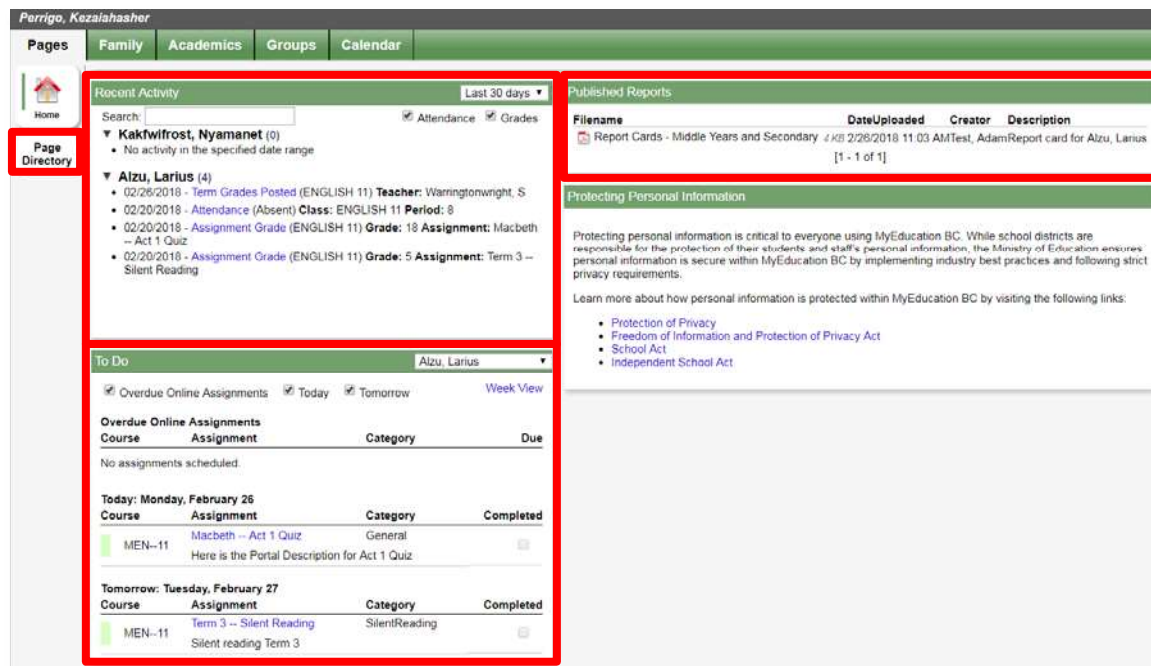 Perrigo, Kezaiahasher
Pages Family Academics Groups Calendar
Home
Page
Directory
Recent Activity Last 30 days
Search: Attendance Grades
Kakfwifrost, Nyamanet (0)
No activity in the specified date range
Alzu, Larius (4)
02/26/2018 - Term Grades Posted (ENGLISH 11) Teacher: Warringtonwright, S
02/20/2018 - Attendance (Absent) Class: ENGLISH 11 Period: 8
02/20/2018 - Assignment Grade (ENGLISH 11) Grade: 18 Assignment: Macbeth
-- Act 1 Quiz
02/20/2018 - Assignment Grade (ENGLISH 11) Grade: 5 Assignment: Term 3 --
Silent Reading
To Do Alzu, Larius
Overdue Online Assignments Today Tomorrow Week View
Overdue Online Assignments
Course Assignment Category Due
No assignments scheduled.
Today: Monday, February 26
Course Assignment Category Completed
MEN--11 Macbeth -- Act 1 Quiz General
Here is the Portal Description for Act 1 Quiz
Tomorrow: Tuesday, February 27
Course Assignment Category Completed
MEN--11 Term 3 -- Silent Reading SilentReading
Silent reading Term 3
Published Reports
Filename DateUploaded Creator Description
Report Cards - Middle Years and Secondary 4 KB 2/26/2018 11:03 AM Test, Adam Report card for Alzu, Larius
[1 - 1 of 1]
Protecting Personal Information
Protecting personal information is critical to everyone using MyEducation BC. While school districts are
responsible for the protection of their students and staff's personal information, the Ministry of Education ensures
personal information is secure within MyEducation BC by implementing industry best practices and following strict
privacy requirements.
Learn more about how personal information is protected within MyEducation BC by visiting the following links:
Protection of Privacy
Freedom of Information and Protection of Privacy Act
School Act
Independent School Act